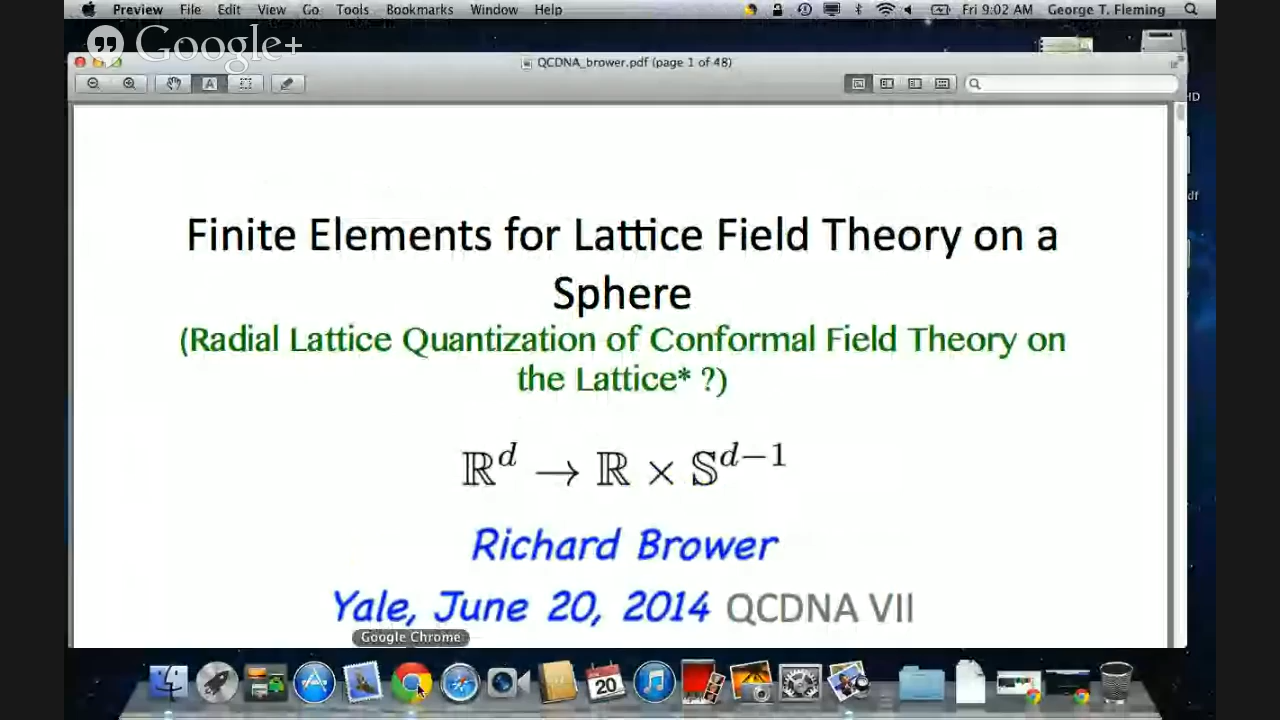 Preview File Edit View Go Tools Bookmarks Window Help Fri 9:02 AM George T. Fleming
Google+
QCDNA_brower.pdf (page 1 of 48)
HD
df
Finite Elements for Lattice Field Theory on a
Sphere
(Radial Lattice Quantization of Conformal Field Theory on
the Lattice* ?)
ℝ^d → ℝ × 𝕊^{d−1}
Richard Brower
Yale, June 20, 2014 QCDNA VII
Google Chrome
20